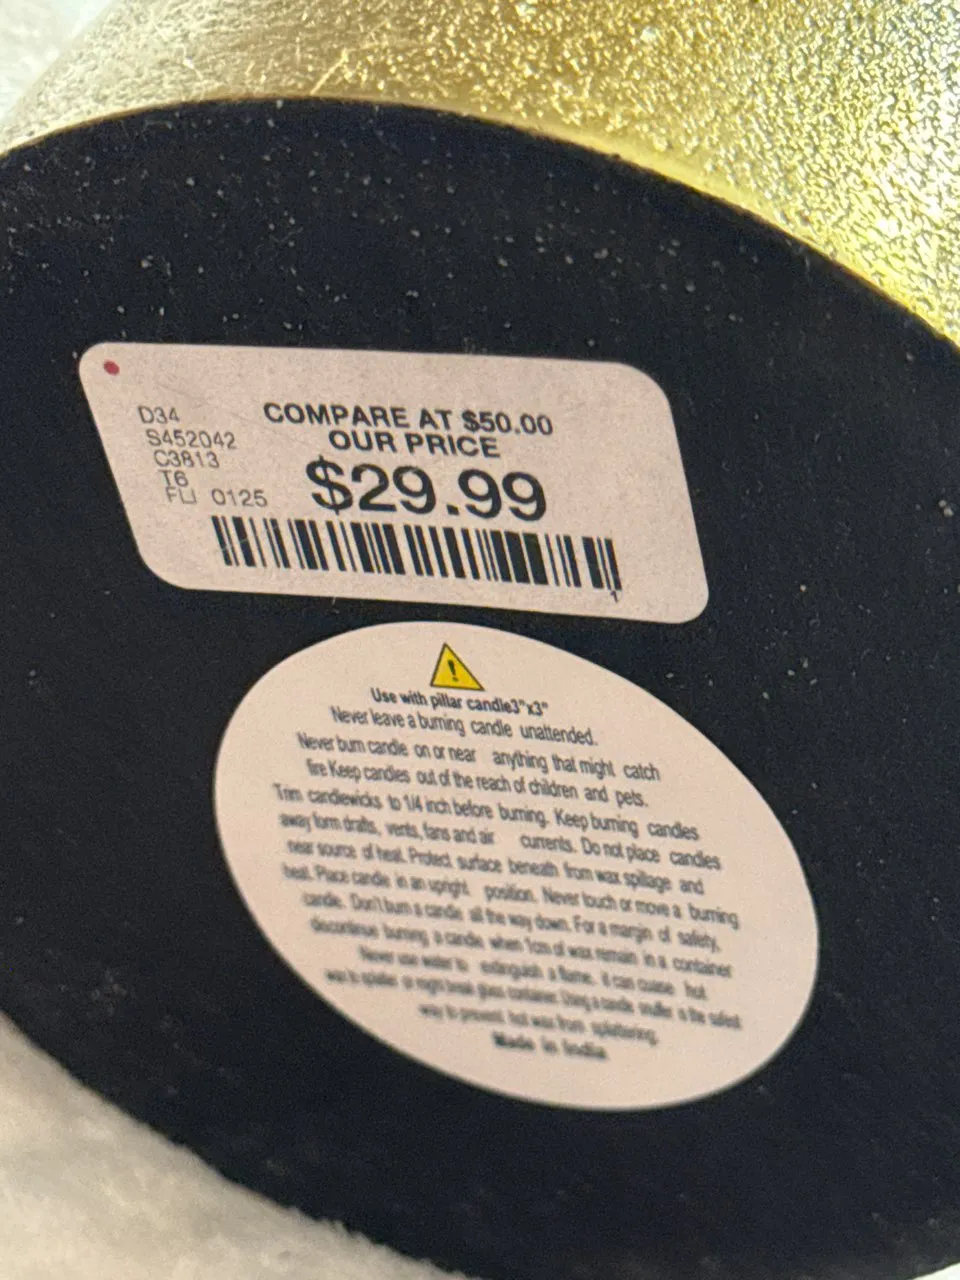 D34
S452042
C3813
T6
FLI 0125
COMPARE AT $50.00
OUR PRICE
$29.99
1
Use with pillar candle3"x3"
Never leave a burning candle unattended.
Never burn candle on or near anything that might catch
fire Keep candles out of the reach of children and pets.
Trim candlewicks to 1/4 inch before burning. Keep burning candles
away form drafts, vents, fans and air currents. Do not place candles
near source of heat. Protect surface beneath from wax spillage and
heat. Place candle in an upright position. Never touch or move a burning
candle. Don't burn a candle all the way down. For a margin of safety,
discontinue burning a candle when 1cm of wax remain in a container
Never use water to extinguish a flame. it can cause hot
wax to splatter or might break glass container. Using a candle snuffer is the safest
way to prevent hot wax from splattering.
Made in India